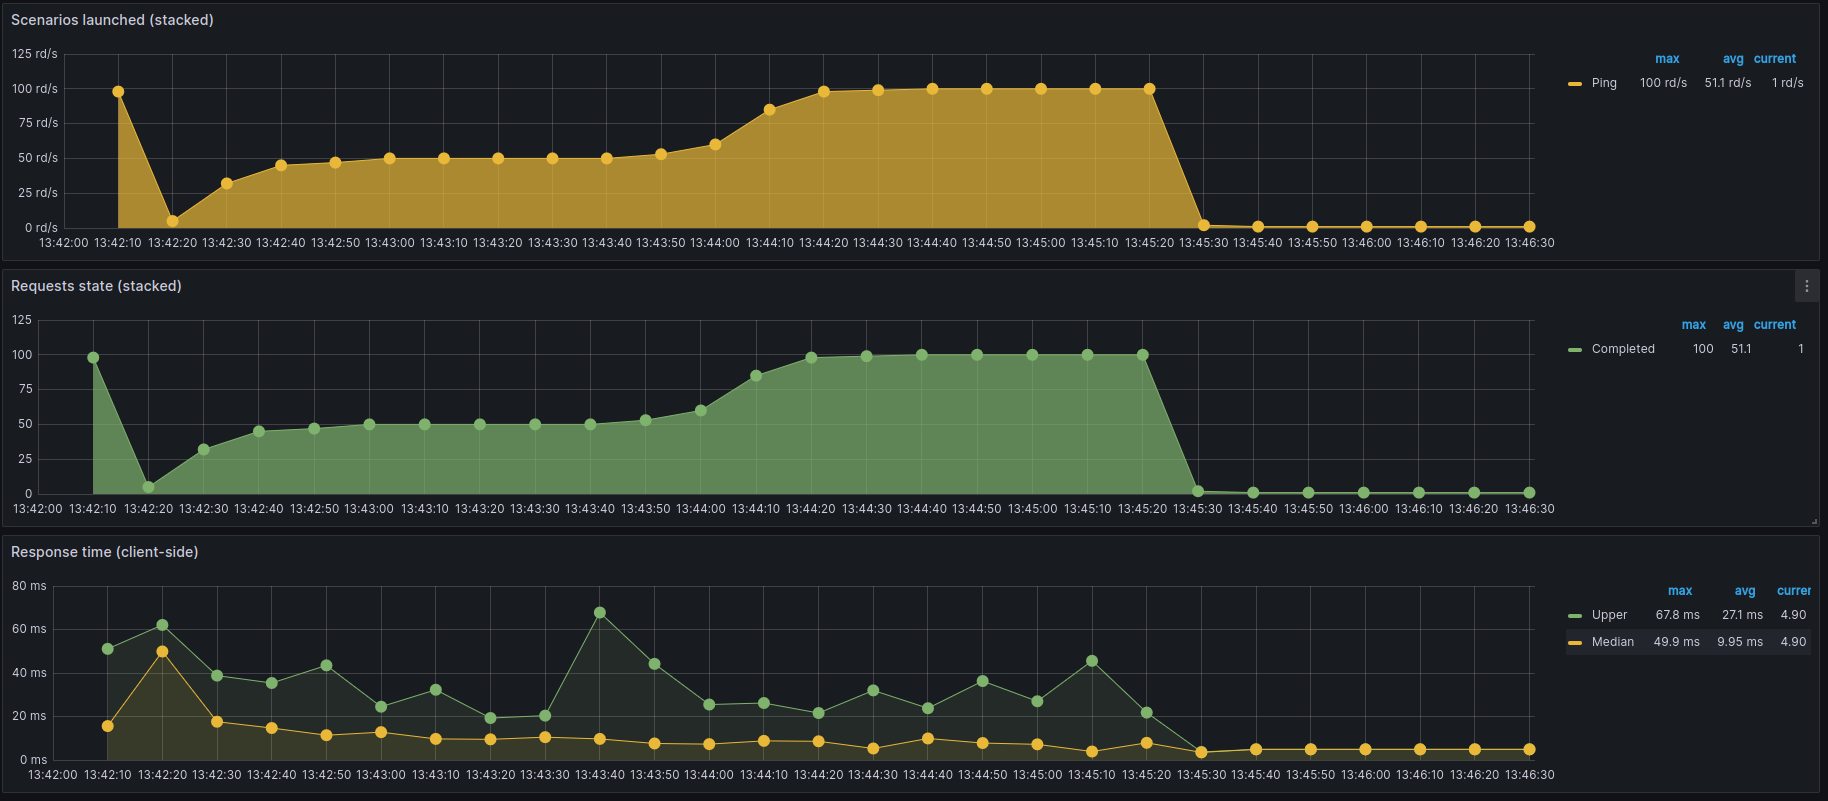 Scenarios launched (stacked)
125 rd/s
100 rd/s
75 rd/s
50 rd/s
25 rd/s
0 rd/s
13:42:00 13:42:10 13:42:20 13:42:30 13:42:40 13:42:50 13:43:00 13:43:10 13:43:20 13:43:30 13:43:40 13:43:50 13:44:00 13:44:10 13:44:20 13:44:30 13:44:40 13:44:50 13:45:00 13:45:10 13:45:20 13:45:30 13:45:40 13:45:50 13:46:00 13:46:10 13:46:20 13:46:30
max avg current
Ping 100 rd/s 51.1 rd/s 1 rd/s
Requests state (stacked)
125
100
75
50
25
0
13:42:00 13:42:10 13:42:20 13:42:30 13:42:40 13:42:50 13:43:00 13:43:10 13:43:20 13:43:30 13:43:40 13:43:50 13:44:00 13:44:10 13:44:20 13:44:30 13:44:40 13:44:50 13:45:00 13:45:10 13:45:20 13:45:30 13:45:40 13:45:50 13:46:00 13:46:10 13:46:20 13:46:30
max avg current
Completed 100 51.1 1
Response time (client-side)
80 ms
60 ms
40 ms
20 ms
0 ms
13:42:00 13:42:10 13:42:20 13:42:30 13:42:40 13:42:50 13:43:00 13:43:10 13:43:20 13:43:30 13:43:40 13:43:50 13:44:00 13:44:10 13:44:20 13:44:30 13:44:40 13:44:50 13:45:00 13:45:10 13:45:20 13:45:30 13:45:40 13:45:50 13:46:00 13:46:10 13:46:20 13:46:30
max avg currer
Upper 67.8 ms 27.1 ms 4.90
Median 49.9 ms 9.95 ms 4.90